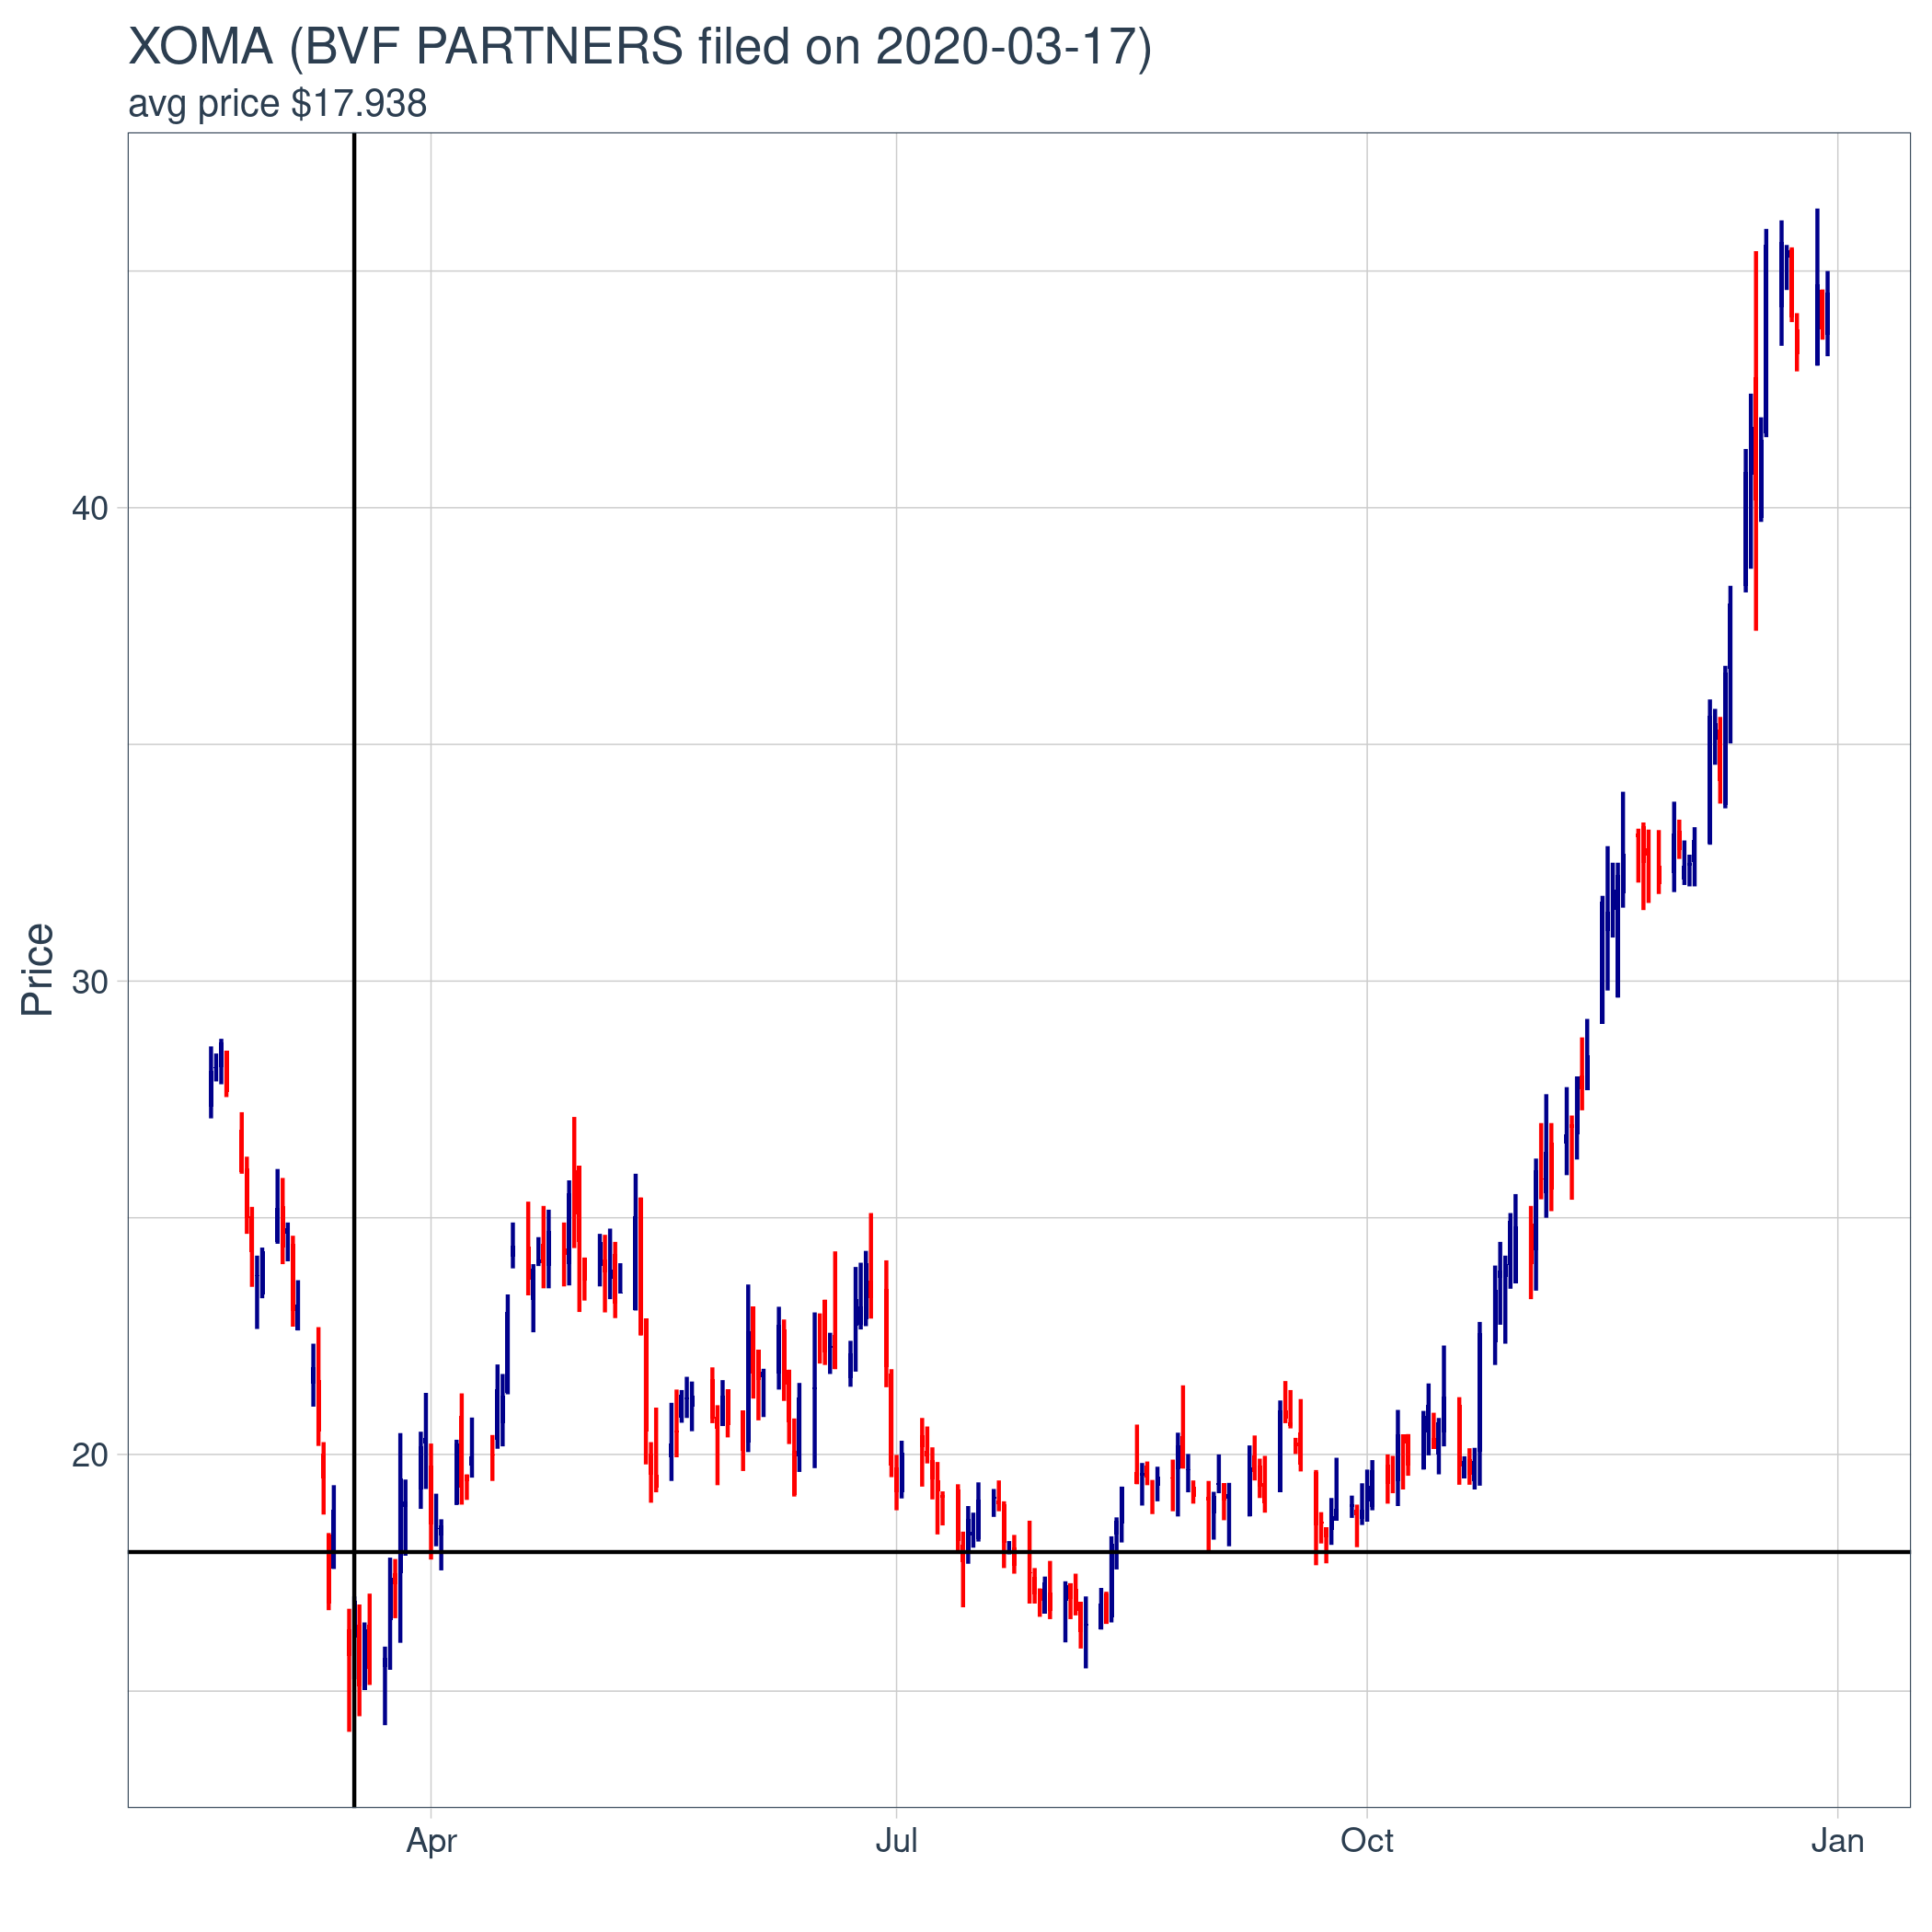 XOMA (BVF PARTNERS filed on 2020-03-17)
avg price $17.938
Price
40
30
20
Apr Jul Oct Jan